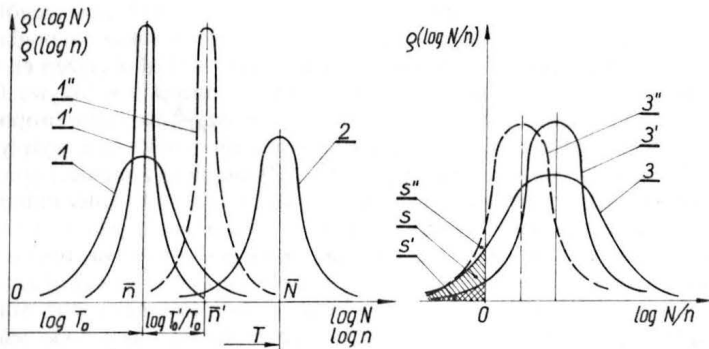 ϱ(log N)
ϱ(log n)
1"
1'
1
2
0
n̄
N̄
log N
log n
log T₀
log T₀'/T₀
n̄'
T
ϱ(log N/n)
3"
3'
3
s"
s
s'
0
log N/n